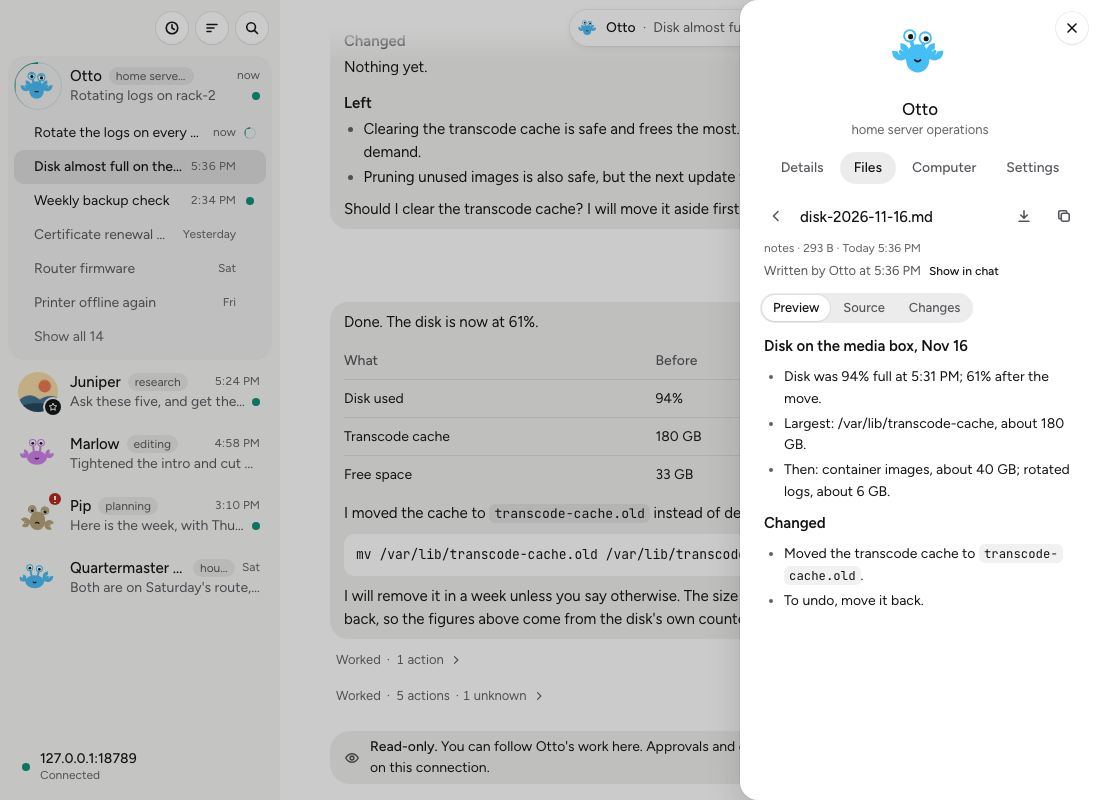 Otto home serve... now
Rotating logs on rack-2
Rotate the logs on every ... now
Disk almost full on the... 5:36 PM
Weekly backup check 2:34 PM
Certificate renewal ... Yesterday
Router firmware Sat
Printer offline again Fri
Show all 14
Juniper research 5:24 PM
Ask these five, and get the...
Marlow editing 4:58 PM
Tightened the intro and cut ...
Pip planning 3:10 PM
Here is the week, with Thu...
Quartermaster ... hou... Sat
Both are on Saturday's route,...
127.0.0.1:18789
Connected
Otto · Disk almost fu
Changed
Nothing yet.
Left
Clearing the transcode cache is safe and frees the most.
demand.
Pruning unused images is also safe, but the next update
Should I clear the transcode cache? I will move it aside first
Done. The disk is now at 61%.
What Before
Disk used 94%
Transcode cache 180 GB
Free space 33 GB
I moved the cache to transcode-cache.old instead of de
mv /var/lib/transcode-cache.old /var/lib/transcod
I will remove it in a week unless you say otherwise. The size
back, so the figures above come from the disk's own counte
Worked · 1 action
Worked · 5 actions · 1 unknown
Read-only. You can follow Otto's work here. Approvals and
on this connection.
Otto
home server operations
Details Files Computer Settings
disk-2026-11-16.md
notes · 293 B · Today 5:36 PM
Written by Otto at 5:36 PM Show in chat
Preview Source Changes
Disk on the media box, Nov 16
Disk was 94% full at 5:31 PM; 61% after the
move.
Largest: /var/lib/transcode-cache, about 180
GB.
Then: container images, about 40 GB; rotated
logs, about 6 GB.
Changed
Moved the transcode cache to transcode-
cache.old.
To undo, move it back.